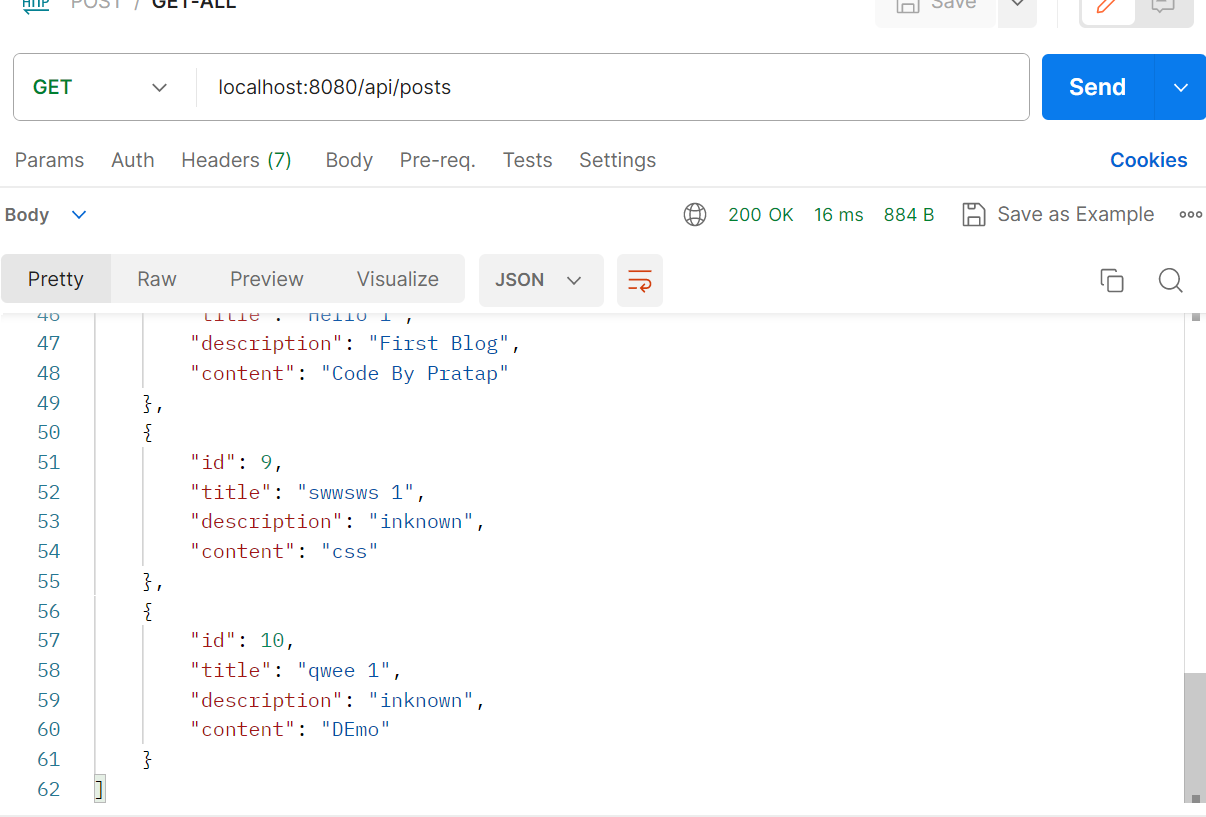 HTTP POST / GET-ALL Save
GET localhost:8080/api/posts Send
Params Auth Headers (7) Body Pre-req. Tests Settings Cookies
Body 200 OK 16 ms 884 B Save as Example
Pretty Raw Preview Visualize JSON
46 "title": "Hello 1",
47 "description": "First Blog",
48 "content": "Code By Pratap"
49 },
50 {
51 "id": 9,
52 "title": "swwsws 1",
53 "description": "inknown",
54 "content": "css"
55 },
56 {
57 "id": 10,
58 "title": "qwee 1",
59 "description": "inknown",
60 "content": "DEmo"
61 }
62 ]